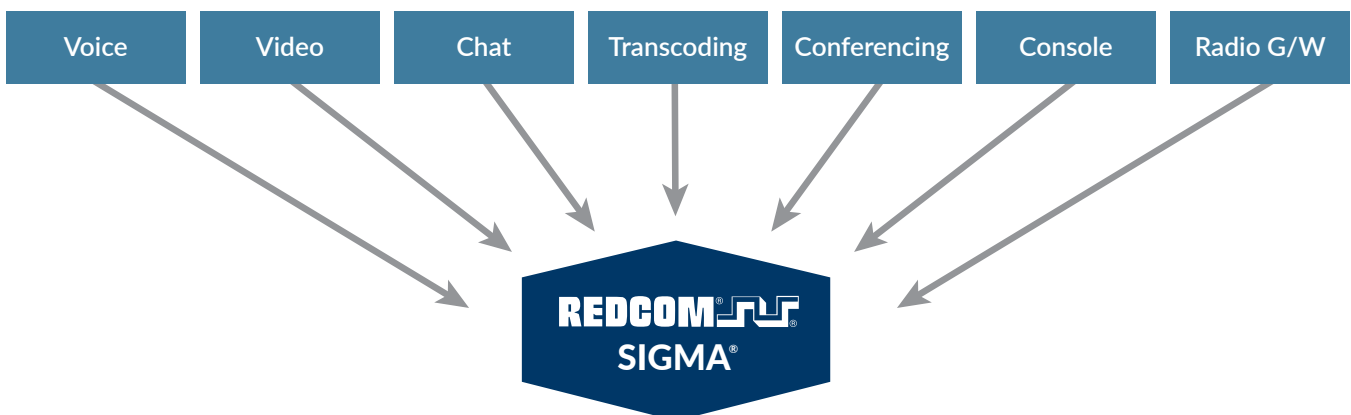 Voice
Video
Chat
Transcoding
Conferencing
Console
Radio G/W
REDCOM®
®
SIGMA®